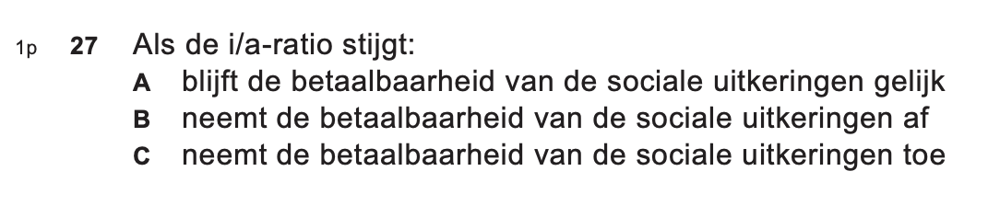 1p 27 Als de i/a-ratio stijgt:
A blijft de betaalbaarheid van de sociale uitkeringen gelijk
B neemt de betaalbaarheid van de sociale uitkeringen af
C neemt de betaalbaarheid van de sociale uitkeringen toe